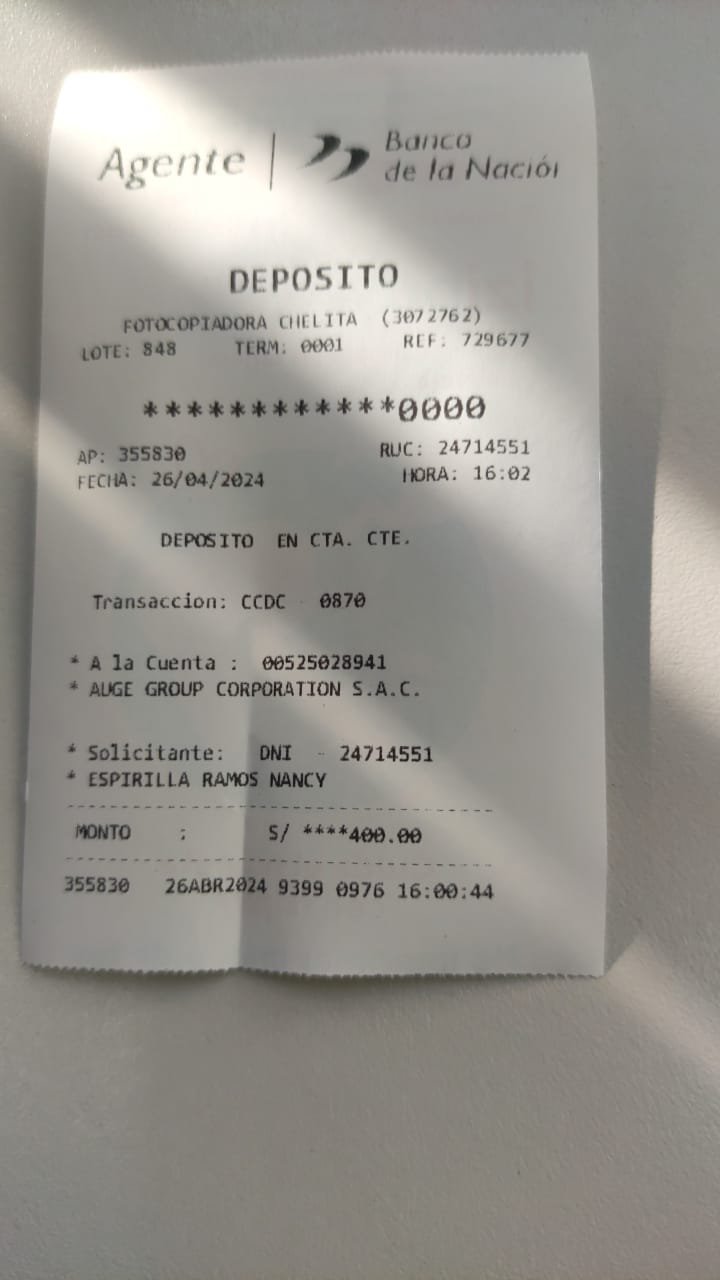 Agente | Banco
de la Nación
DEPOSITO
FOTOCOPIADORA CHELITA (3072762)
LOTE: 848 TERM: 0001 REF: 729677
************0000
AP: 355830 RUC: 24714551
FECHA: 26/04/2024 HORA: 16:02
DEPOSITO EN CTA. CTE.
Transaccion: CCDC - 0870
* A la Cuenta : 00525028941
* AUGE GROUP CORPORATION S.A.C.
* Solicitante: DNI - 24714551
* ESPIRILLA RAMOS NANCY
MONTO : S/ ****400.00
355830 26ABR2024 9399 0976 16:00:44